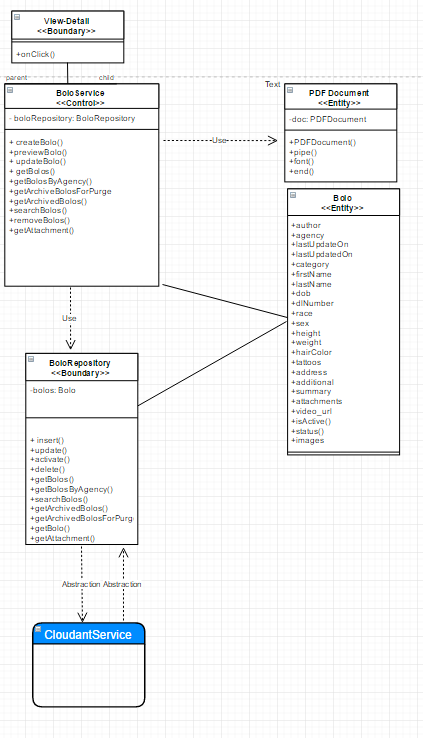 View-Detail
<<Boundary>>
+onClick()
parent
child
Text
BoloService
<<Control>>
- boloRepository: BoloRepository
+ createBolo()
+previewBolo()
+ updateBolo()
+ getBolos()
+getBolosByAgency()
+getArchiveBolosForPurge
+getArchivedBolos()
+searchBolos()
+removeBolos()
+getAttachment()
Use
PDF Document
<<Entity>>
-doc: PDFDocument
+PDFDocument()
+pipe()
+font()
+end()
Bolo
<<Entity>>
+author
+agency
+lastUpdateOn
+lastUpdatedOn
+category
+firstName
+lastName
+dob
+dlNumber
+race
+sex
+height
+weight
+hairColor
+tattoos
+address
+additional
+summary
+attachments
+video_url
+isActive()
+status()
+images
Use
BoloRepository
<<Boundary>>
-bolos: Bolo
+ insert()
+update()
+activate()
+delete()
+getBolos()
+getBolosByAgency()
+searchBolos()
+getArchivedBolos()
+getArchivedBolosForPurg
+getBolo()
+getAttachment()
Abstraction Abstraction
CloudantService